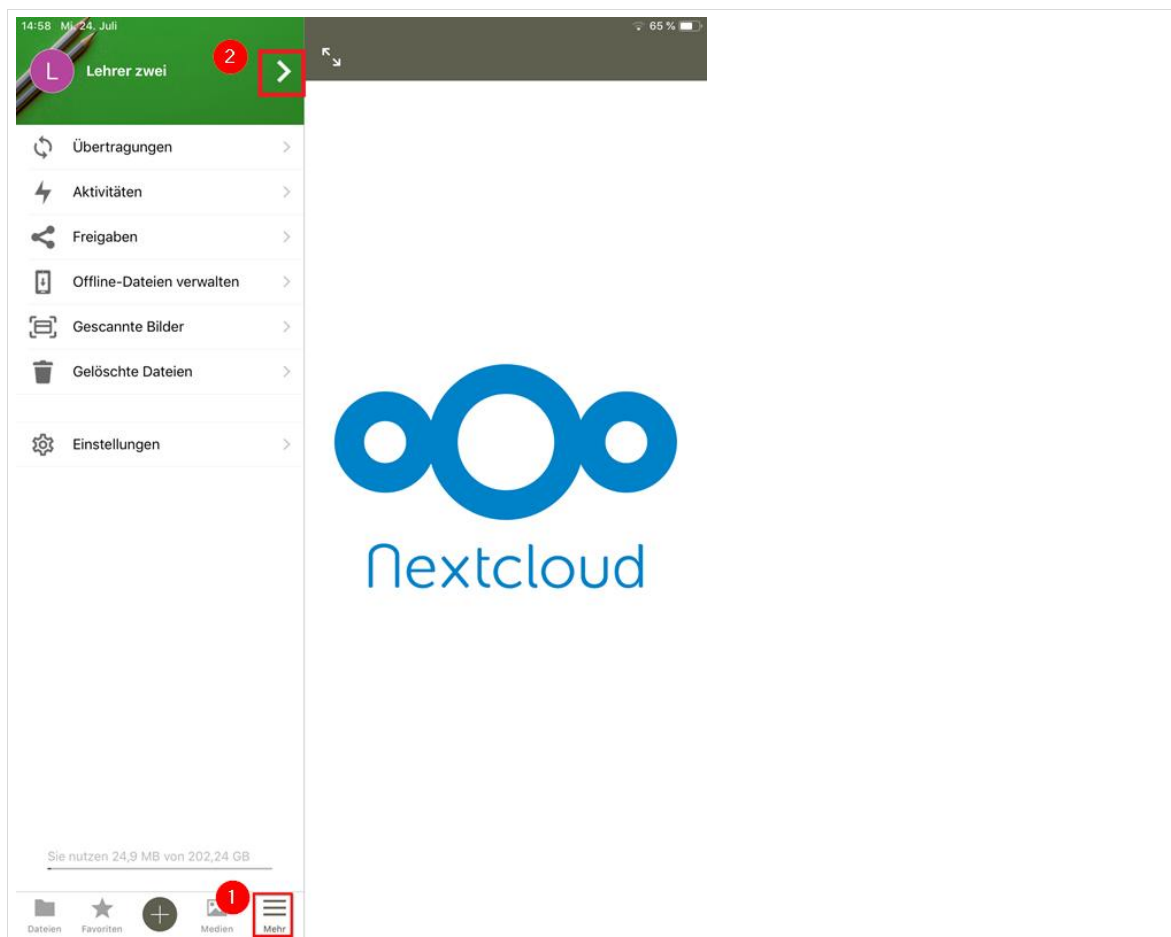 14:58 Mi. 24. Juli
65 %
L
Lehrer zwei
2
Übertragungen
Aktivitäten
Freigaben
Offline-Dateien verwalten
Gescannte Bilder
Gelöschte Dateien
Einstellungen
Nextcloud
Sie nutzen 24,9 MB von 202,24 GB
1
Dateien
Favoriten
Medien
Mehr